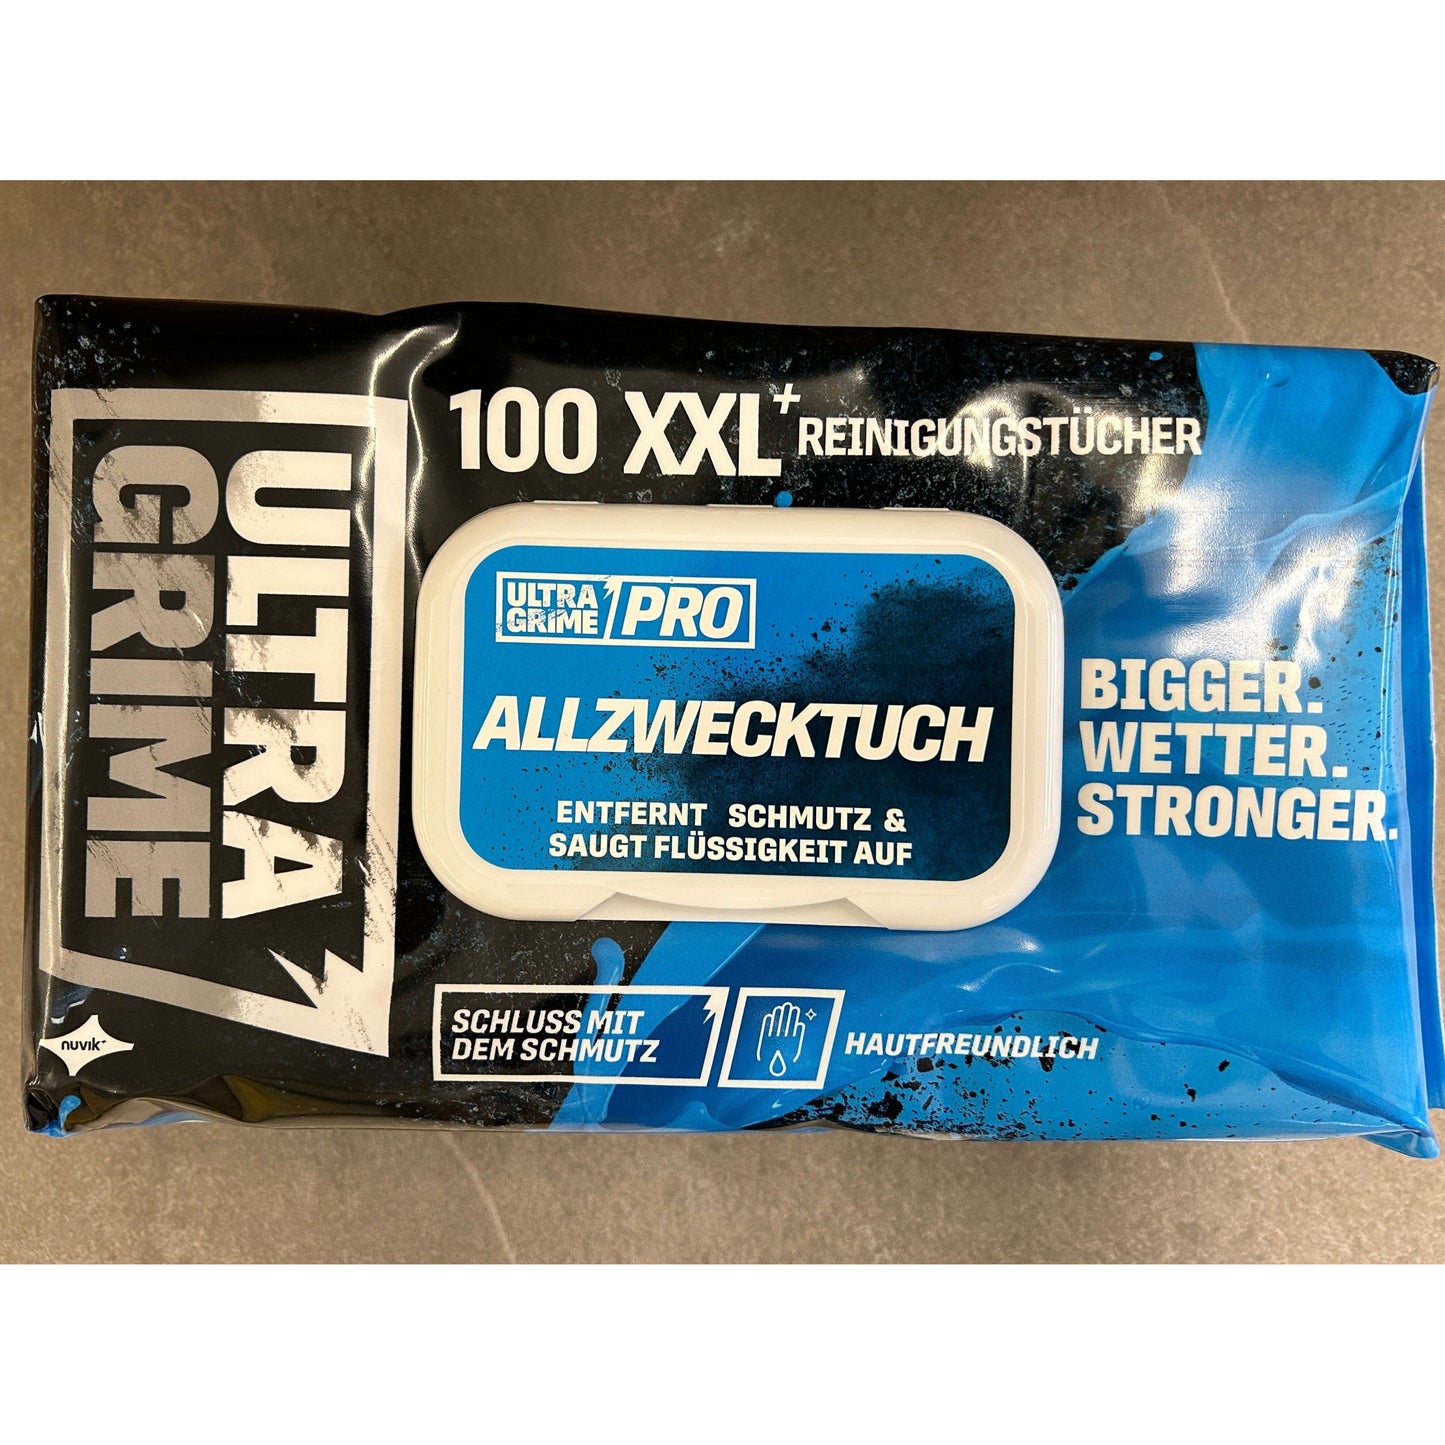 ULTRA
GRIME
100 XXL+ REINIGUNGSTÜCHER
ULTRA
GRIME
PRO
ALLZWECKTUCH
ENTFERNT SCHMUTZ &
SAUGT FLÜSSIGKEIT AUF
BIGGER.
WETTER.
STRONGER.
SCHLUSS MIT
DEM SCHMUTZ
HAUTFREUNDLICH
nuvik+